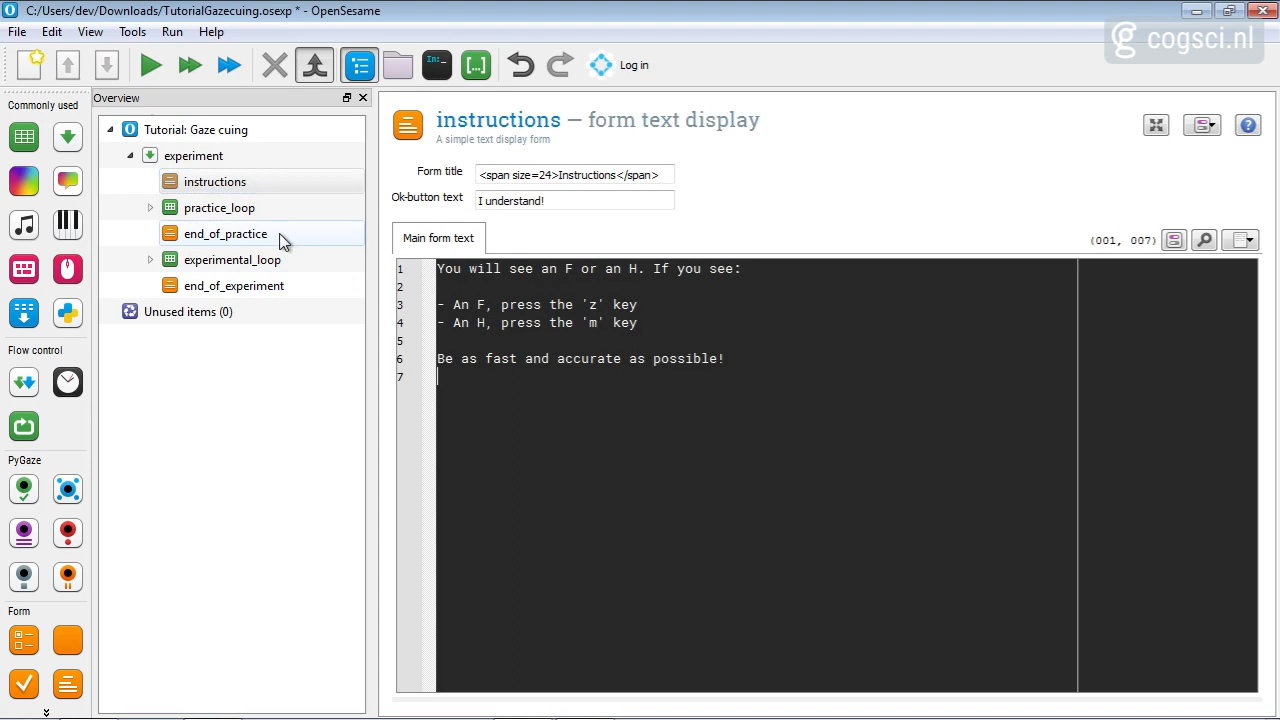 C:/Users/dev/Downloads/TutorialGazecuing.osexp * - OpenSesame
cogsci.nl
File Edit View Tools Run Help
In:_
[...]
Log in
Commonly used
Flow control
PyGaze
Form
Overview
Tutorial: Gaze cuing
experiment
instructions
practice_loop
end_of_practice
experimental_loop
end_of_experiment
Unused items (0)
instructions — form text display
A simple text display form
Form title <span size=24>Instructions</span>
Ok-button text I understand!
Main form text
(001, 007)
1 You will see an F or an H. If you see:
2
3 - An F, press the 'z' key
4 - An H, press the 'm' key
5
6 Be as fast and accurate as possible!
7